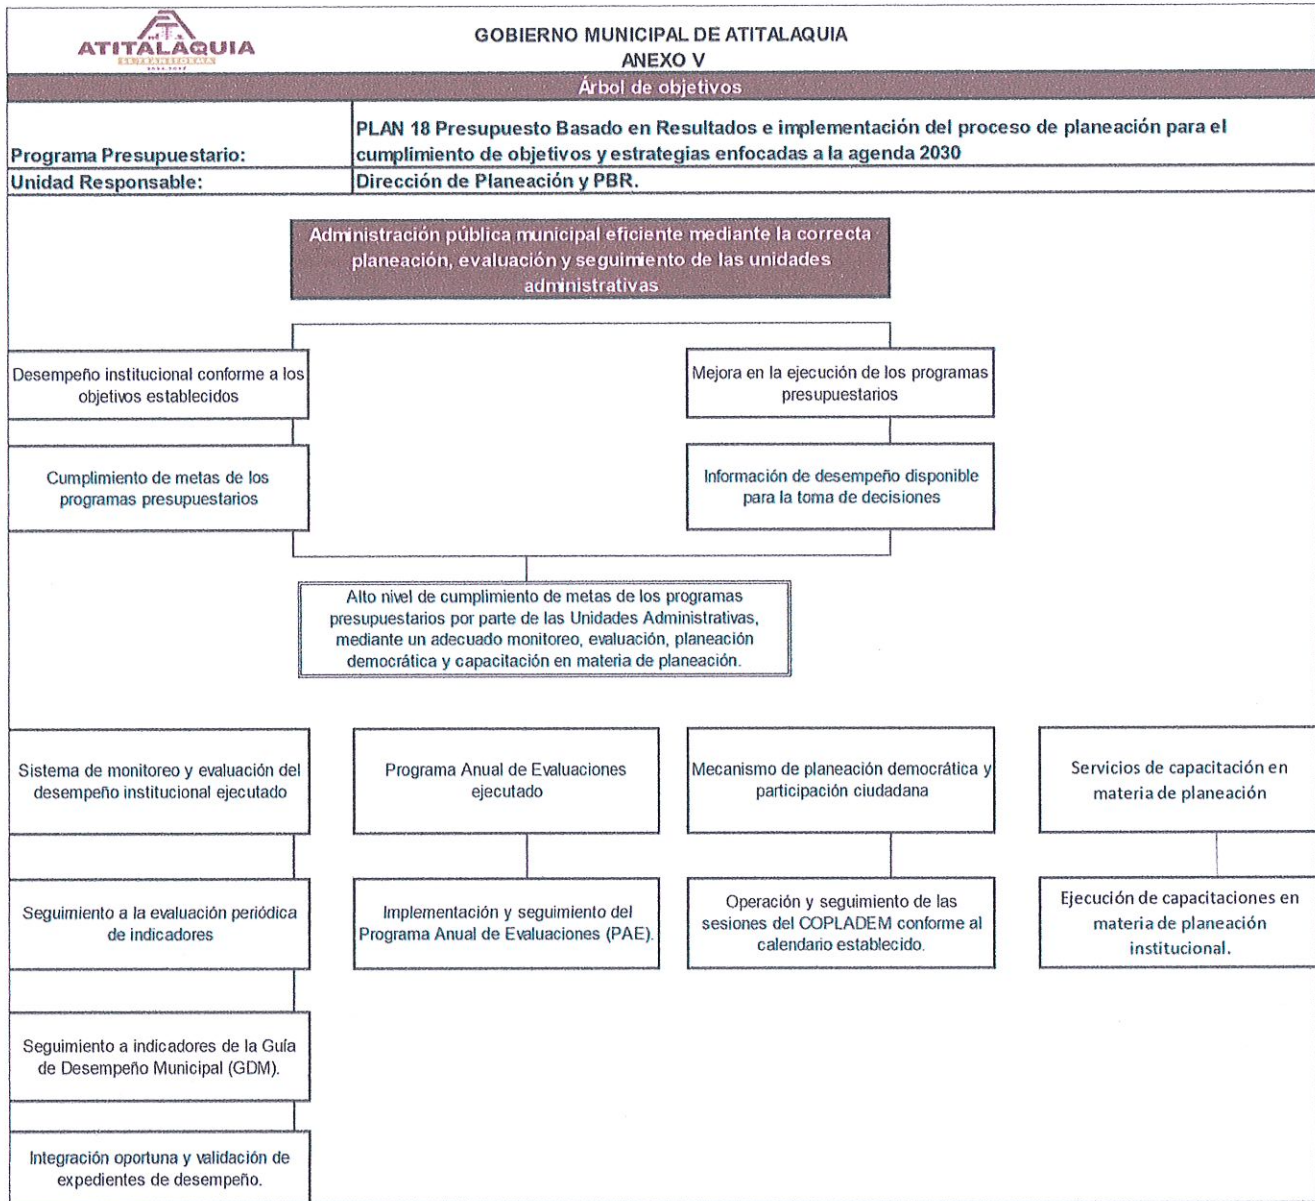 ATITALAQUIA
SE TRANSFORMA
GOBIERNO MUNICIPAL DE ATITALAQUIA
ANEXO V
Árbol de objetivos
Programa Presupuestario:
PLAN 18 Presupuesto Basado en Resultados e implementación del proceso de planeación para el
cumplimiento de objetivos y estrategias enfocadas a la agenda 2030
Unidad Responsable:
Dirección de Planeación y PBR.
Administración pública municipal eficiente mediante la correcta
planeación, evaluación y seguimiento de las unidades
administrativas
Desempeño institucional conforme a los
objetivos establecidos
Mejora en la ejecución de los programas
presupuestarios
Cumplimiento de metas de los
programas presupuestarios
Información de desempeño disponible
para la toma de decisiones
Alto nivel de cumplimiento de metas de los programas
presupuestarios por parte de las Unidades Administrativas,
mediante un adecuado monitoreo, evaluación, planeación
democrática y capacitación en materia de planeación.
Sistema de monitoreo y evaluación del
desempeño institucional ejecutado
Programa Anual de Evaluaciones
ejecutado
Mecanismo de planeación democrática y
participación ciudadana
Servicios de capacitación en
materia de planeación
Seguimiento a la evaluación periódica
de indicadores
Implementación y seguimiento del
Programa Anual de Evaluaciones (PAE).
Operación y seguimiento de las
sesiones del COPLADEM conforme al
calendario establecido.
Ejecución de capacitaciones en
materia de planeación
institucional.
Seguimiento a indicadores de la Guía
de Desempeño Municipal (GDM).
Integración oportuna y validación de
expedientes de desempeño.